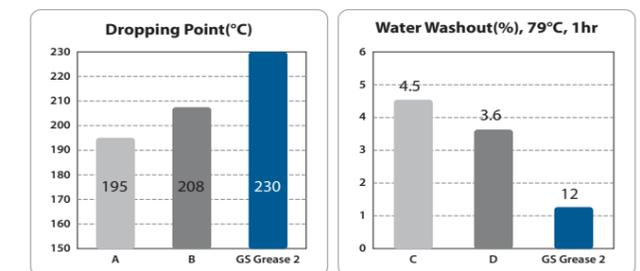 Dropping Point(°C)
230
220
210
200
190
180
170
160
150
195
208
230
A
B
GS Grease 2
Water Washout(%), 79°C, 1hr
6
5
4
3
2
1
0
4.5
3.6
12
C
D
GS Grease 2